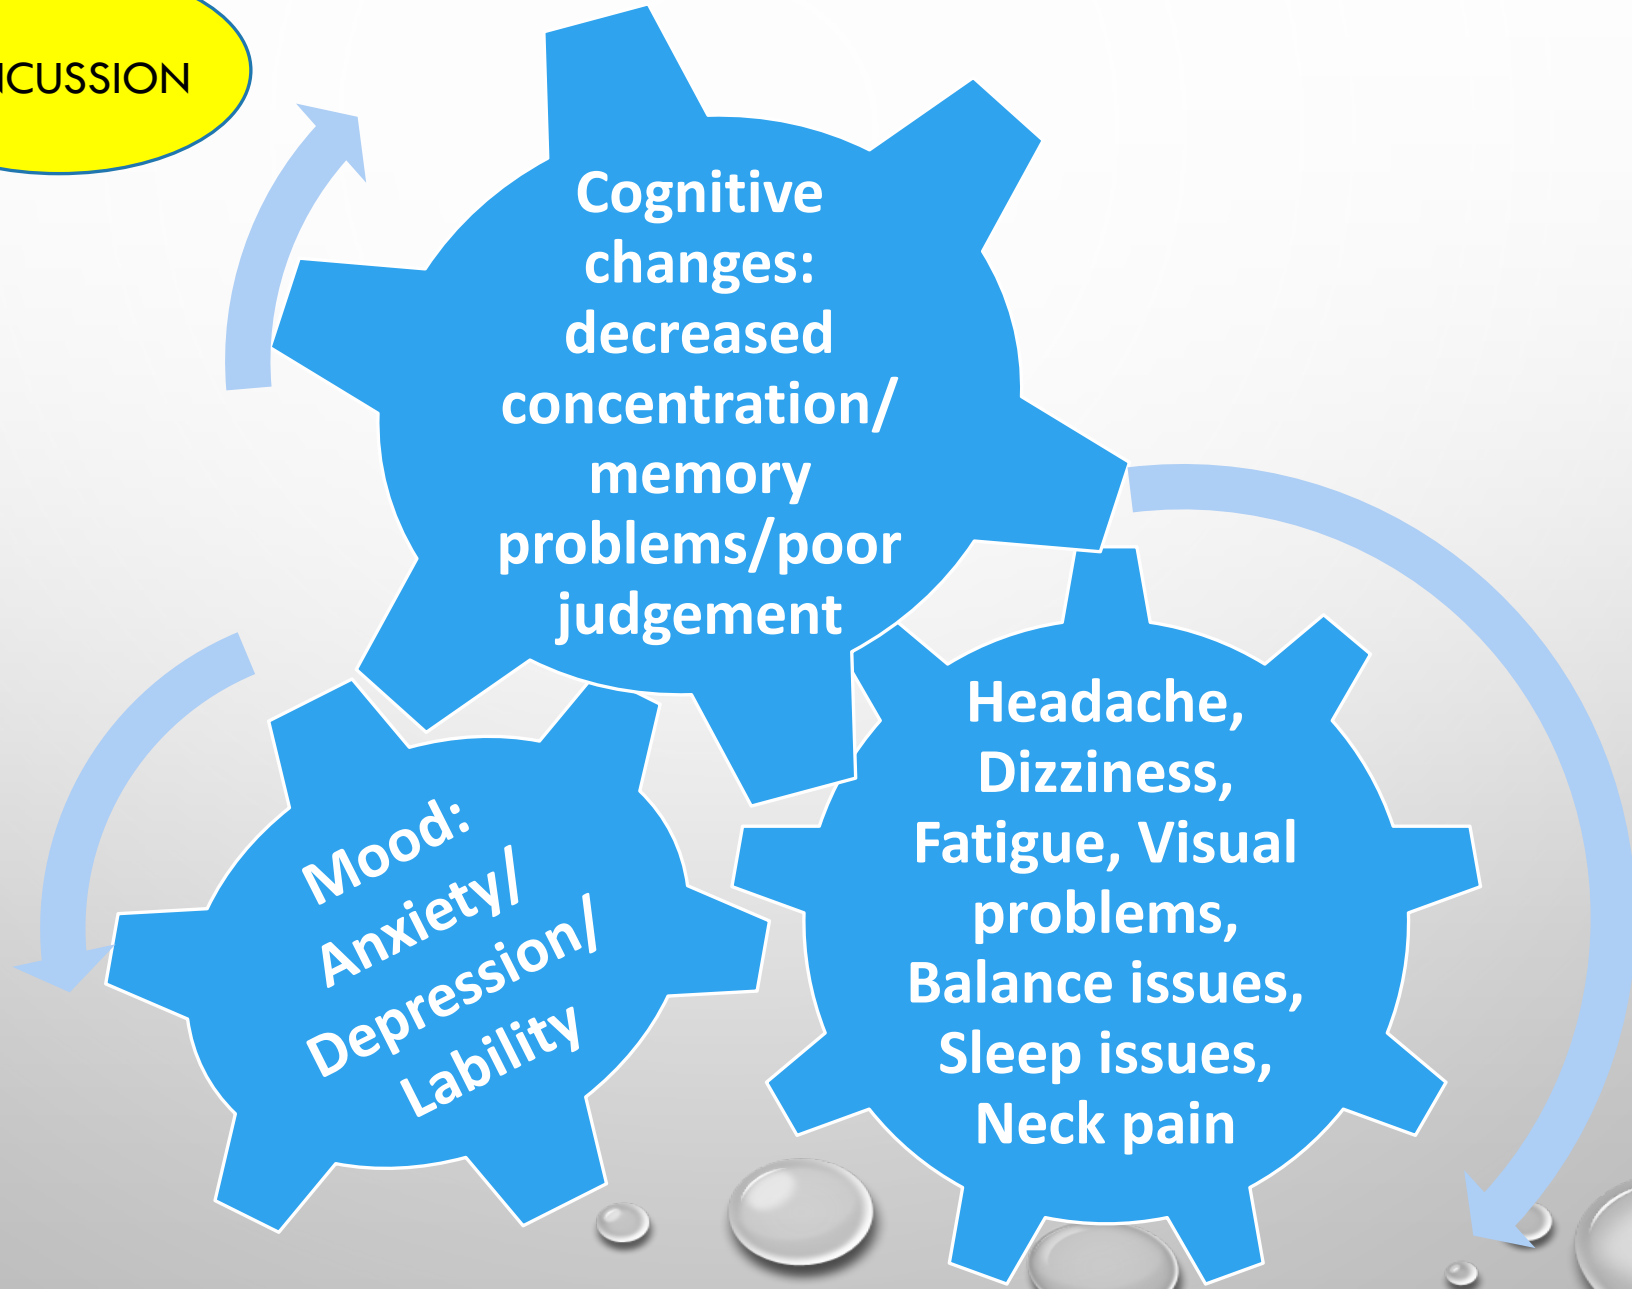 NCUSSION
Cognitive
changes:
decreased
concentration/
memory
problems/poor
judgement
Mood:
Anxiety/
Depression/
Lability
Headache,
Dizziness,
Fatigue, Visual
problems,
Balance issues,
Sleep issues,
Neck pain